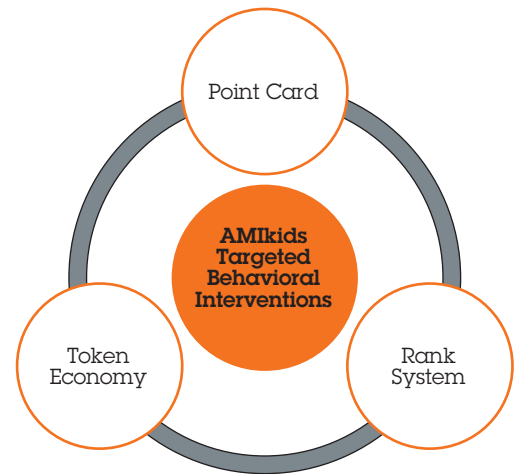 Point Card
AMIkids
Targeted
Behavioral
Interventions
Token
Economy
Rank
System